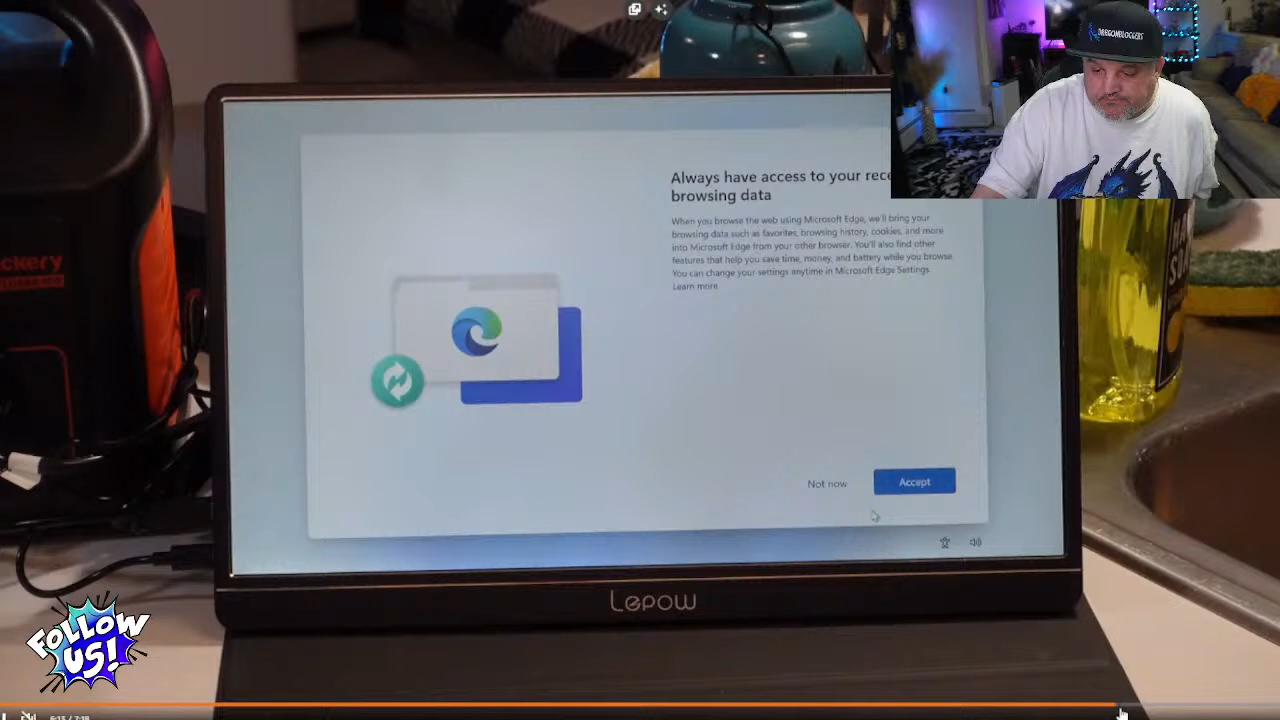 DRAGONBLOGGERS
Always have access to your rece
browsing data
When you browse the web using Microsoft Edge, we'll bring your
browsing data such as favorites, browsing history, cookies, and more
into Microsoft Edge from your other browser. You'll also find other
features that help you save time, money, and battery while you browse.
You can change your settings anytime in Microsoft Edge Settings.
Learn more
ckery
Not now
Accept
Lepow
FOLLOW
US!